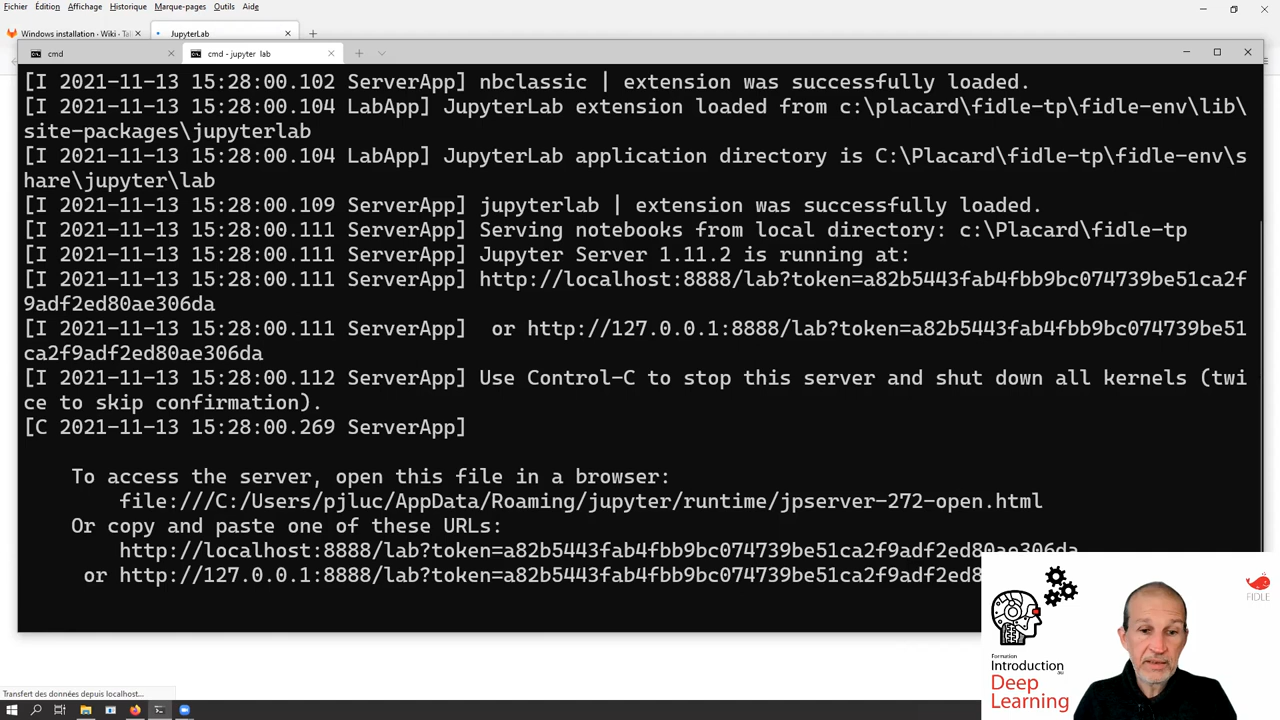 Fichier Édition Affichage Historique Marque-pages Outils Aide
Windows installation · Wiki · Tal
JupyterLab
cmd
cmd - jupyter lab
[I 2021-11-13 15:28:00.102 ServerApp] nbclassic | extension was successfully loaded.
[I 2021-11-13 15:28:00.104 LabApp] JupyterLab extension loaded from c:\placard\fidle-tp\fidle-env\lib\
site-packages\jupyterlab
[I 2021-11-13 15:28:00.104 LabApp] JupyterLab application directory is C:\Placard\fidle-tp\fidle-env\s
hare\jupyter\lab
[I 2021-11-13 15:28:00.109 ServerApp] jupyterlab | extension was successfully loaded.
[I 2021-11-13 15:28:00.111 ServerApp] Serving notebooks from local directory: c:\Placard\fidle-tp
[I 2021-11-13 15:28:00.111 ServerApp] Jupyter Server 1.11.2 is running at:
[I 2021-11-13 15:28:00.111 ServerApp] http://localhost:8888/lab?token=a82b5443fab4fbb9bc074739be51ca2f
9adf2ed80ae306da
[I 2021-11-13 15:28:00.111 ServerApp]  or http://127.0.0.1:8888/lab?token=a82b5443fab4fbb9bc074739be51
ca2f9adf2ed80ae306da
[I 2021-11-13 15:28:00.112 ServerApp] Use Control-C to stop this server and shut down all kernels (twi
ce to skip confirmation).
[C 2021-11-13 15:28:00.269 ServerApp]
To access the server, open this file in a browser:
file:///C:/Users/pjluc/AppData/Roaming/jupyter/runtime/jpserver-272-open.html
Or copy and paste one of these URLs:
http://localhost:8888/lab?token=a82b5443fab4fbb9bc074739be51ca2f9adf2ed80ae306da
or http://127.0.0.1:8888/lab?token=a82b5443fab4fbb9bc074739be51ca2f9adf2ed8
FIDLE
Formation
Introduction au
Deep
Learning
Transfert des données depuis localhost...